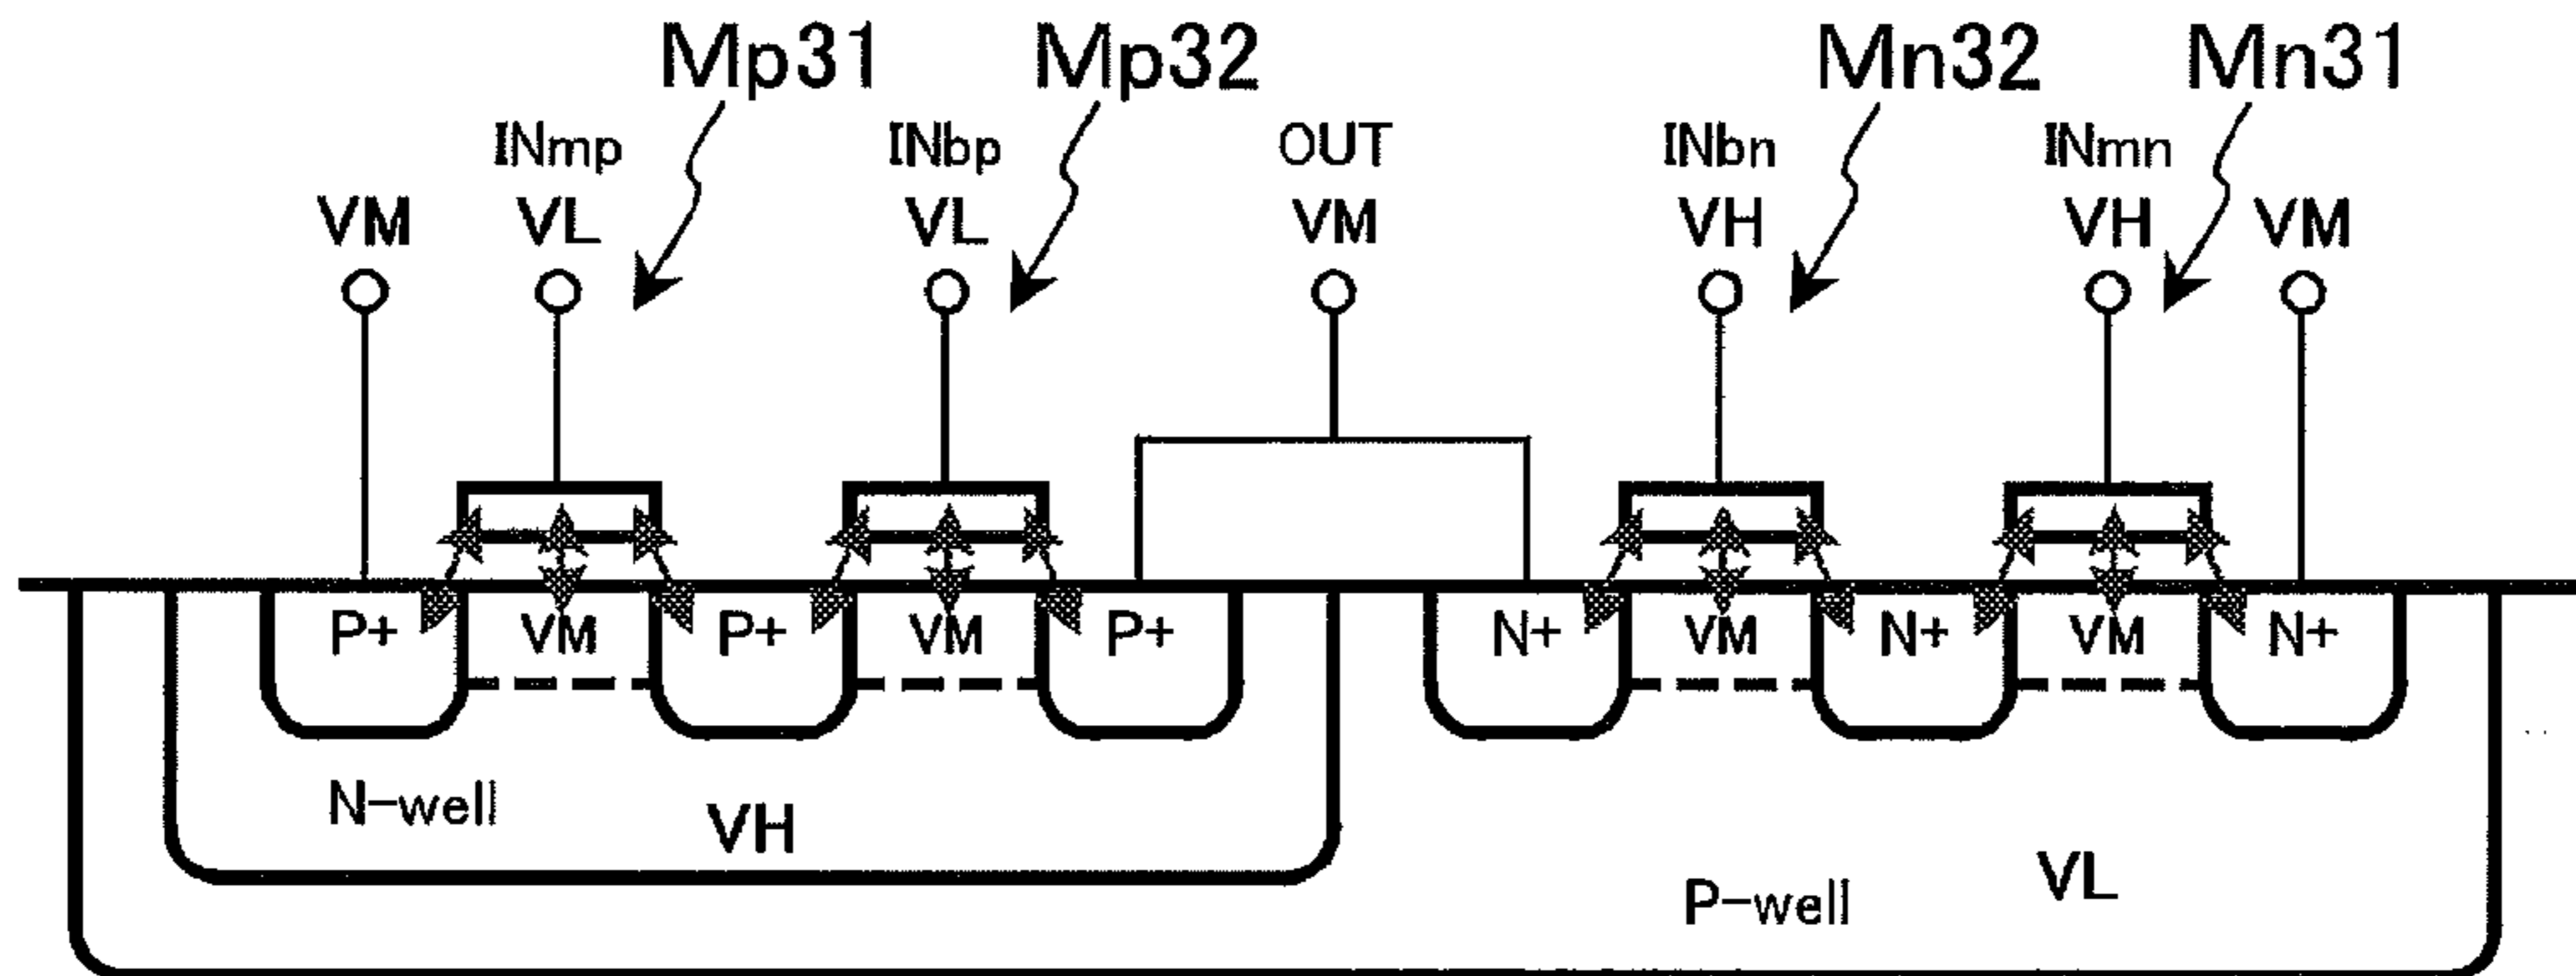 Mp31 Mp32 Mn32 Mn31
INmp INbp OUT INbn INmn
VM VL VL VM VH VH VM
P+ VM P+ VM P+ N+ VM N+ VM N+
N-well VH
P-well VL